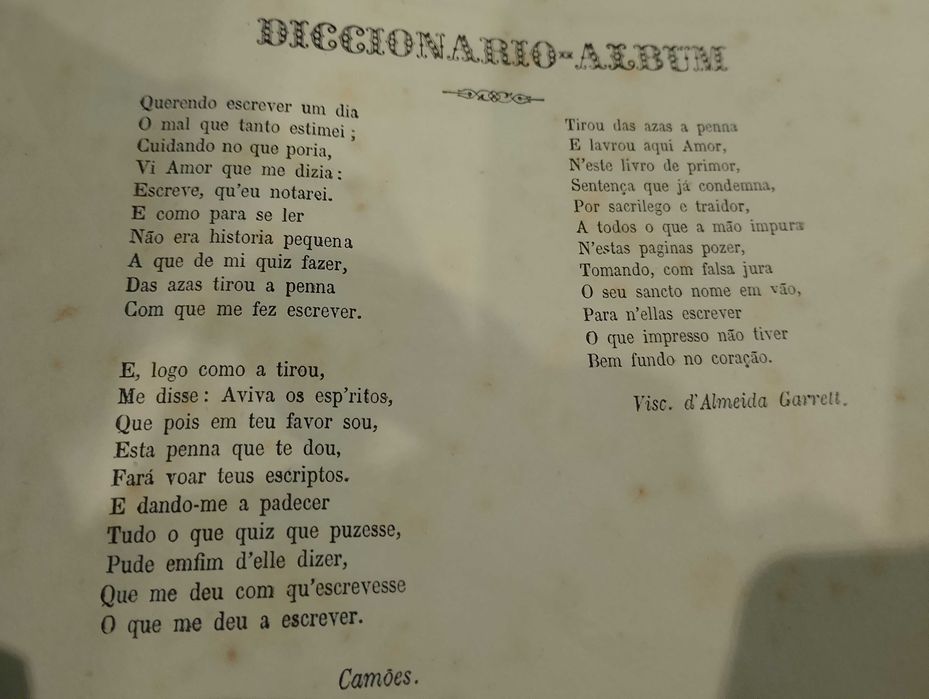 DICCIONARIO-ALBUM
Querendo escrever um dia
O mal que tanto estimei;
Cuidando no que poria,
Vi Amor que me dizia:
Escreve, qu'eu notarei.
E como para se ler
Não era historia pequena
A que de mi quiz fazer,
Das azas tirou a penna
Com que me fez escrever.
E, logo como a tirou,
Me disse: Aviva os esp'ritos,
Que pois em teu favor sou,
Esta penna que te dou,
Fará voar teus escriptos.
E dando-me a padecer
Tudo o que quiz que puzesse,
Pude emfim d'elle dizer,
Que me deu com qu'escrevesse
O que me deu a escrever.
Camões.
Tirou das azas a penna
E lavrou aqui Amor,
N'este livro de primor,
Sentença que já condemna,
Por sacrilego e traidor,
A todos o que a mão impura
N'estas paginas pozer,
Tomando, com falsa jura
O seu sancto nome em vão,
Para n'ellas escrever
O que impresso não tiver
Bem fundo no coração.
Visc. d'Almeida Garrett.